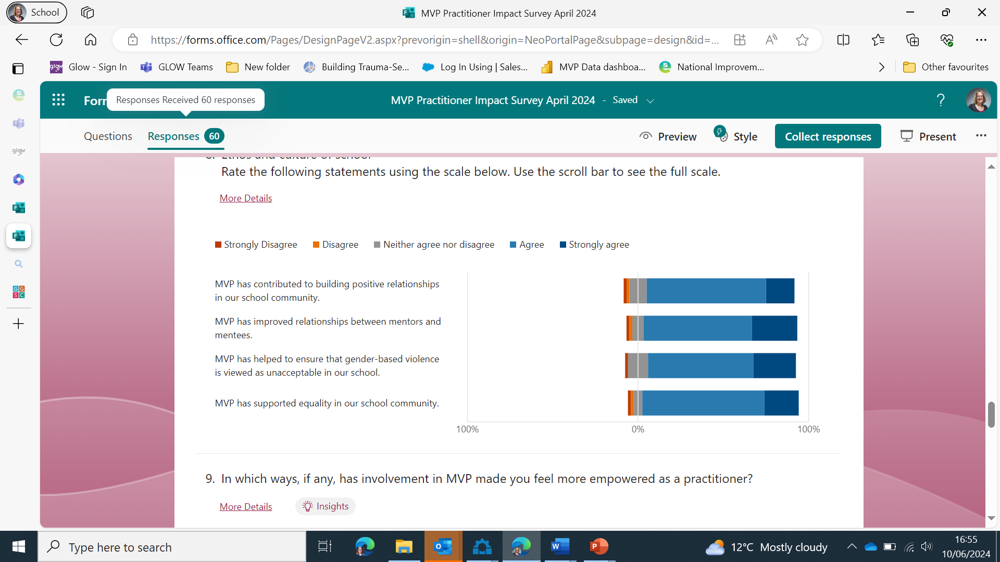 School
MVP Practitioner Impact Survey April 2024
https://forms.office.com/Pages/DesignPageV2.aspx?prevorigin=shell&origin=NeoPortalPage&subpage=design&id=...
glow Glow - Sign In GLOW Teams New folder Building Trauma-Se... Log In Using | Sales... MVP Data dashboa... National Improvem... Other favourites
Responses Received 60 responses
MVP Practitioner Impact Survey April 2024 - Saved
Questions Responses 60 Preview Style Collect responses Present
glow
8. Ethos and culture of school
Rate the following statements using the scale below. Use the scroll bar to see the full scale.
More Details
Strongly Disagree Disagree Neither agree nor disagree Agree Strongly agree
MVP has contributed to building positive relationships
in our school community.
MVP has improved relationships between mentors and
mentees.
MVP has helped to ensure that gender-based violence
is viewed as unacceptable in our school.
MVP has supported equality in our school community.
100% 0% 100%
9. In which ways, if any, has involvement in MVP made you feel more empowered as a practitioner?
More Details Insights
Type here to search
12°C Mostly cloudy
16:55
10/06/2024